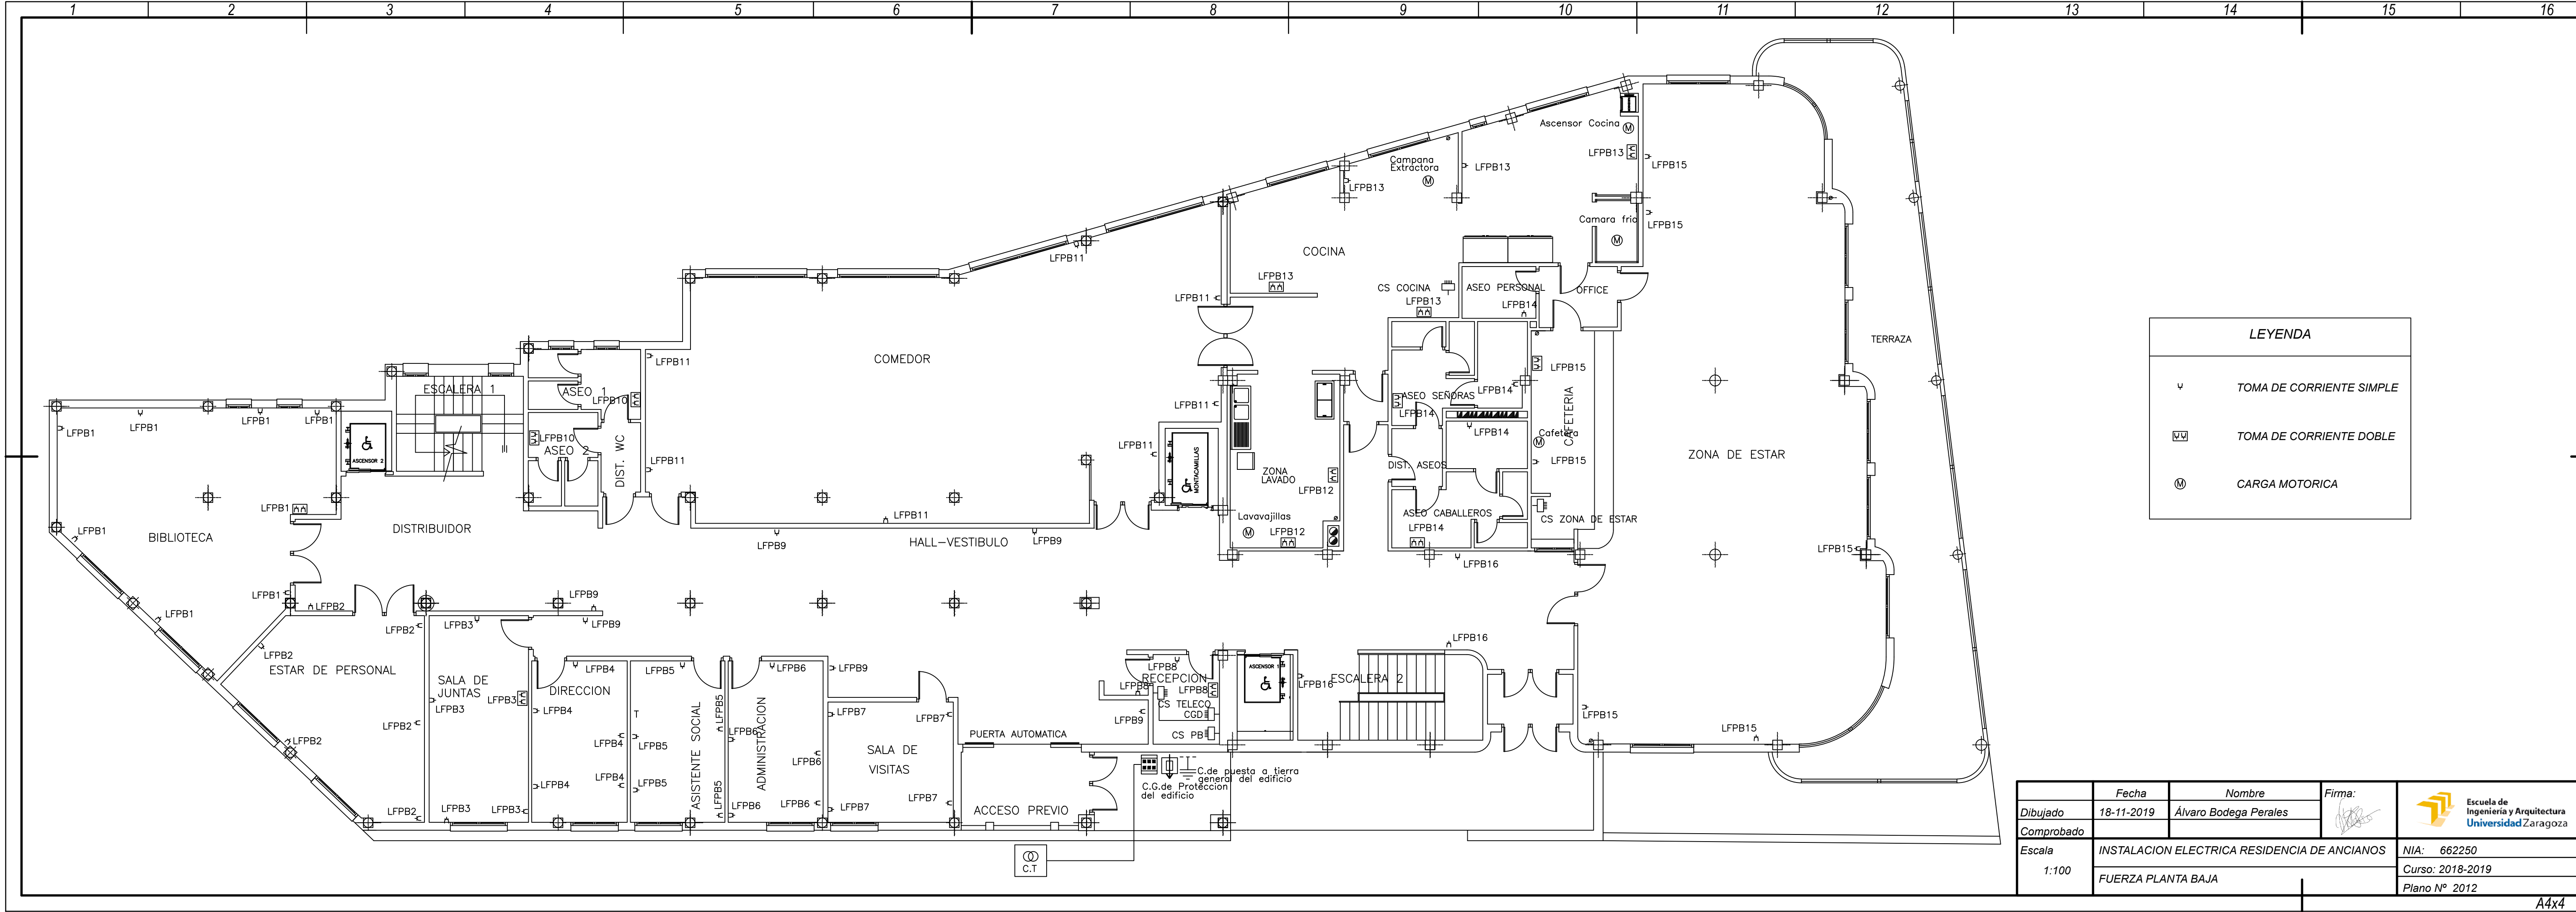 1 2 3 4 5 6 7 8 9 10 11 12 13 14 15 16
Ascensor Cocina
M
LFPB13
LFPB15
Campana
Extractora
M
LFPB13
LFPB13
Camara fria
M
LFPB15
LFPB11
COCINA
LFPB13
LFPB11
CS COCINA
LFPB13
ASEO PERSONAL
LFPB14
OFFICE
TERRAZA
COMEDOR
LFPB11
LFPB15
ESCALERA 1
ASEO 1
LFPB10
LFPB14
ASEO SEÑORAS
LFPB14
LFPB11
LFPB1
LFPB1
LFPB1
LFPB1
LFPB10
ASEO 2
DIST. WC
LFPB11
LFPB11
LFPB14
CAFETERIA
Cafetera
M
LFPB15
ZONA DE ESTAR
ASCENSOR 2
MONTACAMILLAS
ZONA
LAVADO
LFPB12
DIST. ASEOS
LFPB1
LFPB11
ASEO CABALLEROS
LFPB14
CS ZONA DE ESTAR
DISTRIBUIDOR
LFPB1
BIBLIOTECA
LFPB9
HALL-VESTIBULO
LFPB9
Lavavajillas
M
LFPB12
LFPB16
LFPB15
LFPB1
LFPB2
LFPB9
LFPB1
LFPB2
LFPB3
LFPB9
LFPB2
LFPB16
ESTAR DE PERSONAL
SALA DE
JUNTAS
LFPB3
LFPB3
LFPB4
DIRECCION
LFPB4
LFPB5
LFPB5
LFPB6
LFPB9
LFPB8
RECEPCION
LFPB8
LFPB8
CS TELECO
CGD
CS PB
ASCENSOR 1
LFPB16
ESCALERA 2
LFPB15
LFPB15
LFPB2
LFPB2
LFPB4
T
LFPB5
ASISTENTE SOCIAL
LFPB6
ADMINISTRACION
LFPB6
LFPB7
LFPB7
SALA DE
VISITAS
LFPB9
PUERTA AUTOMATICA
LFPB4
LFPB4
LFPB5
LFPB5
LFPB6
LFPB6
LFPB7
LFPB7
LFPB2
LFPB3
LFPB3
ACCESO PREVIO
C.de puesta a tierra
general del edificio
C.G.de Protección
del edificio
C.T
LEYENDA
TOMA DE CORRIENTE SIMPLE
TOMA DE CORRIENTE DOBLE
M CARGA MOTORICA
Fecha Nombre Firma:
Dibujado 18-11-2019 Álvaro Bodega Perales
Comprobado
Escuela de
Ingeniería y Arquitectura
Universidad Zaragoza
Escala
1:100
INSTALACION ELECTRICA RESIDENCIA DE ANCIANOS
FUERZA PLANTA BAJA
NIA: 662250
Curso: 2018-2019
Plano Nº 2012
A4x4